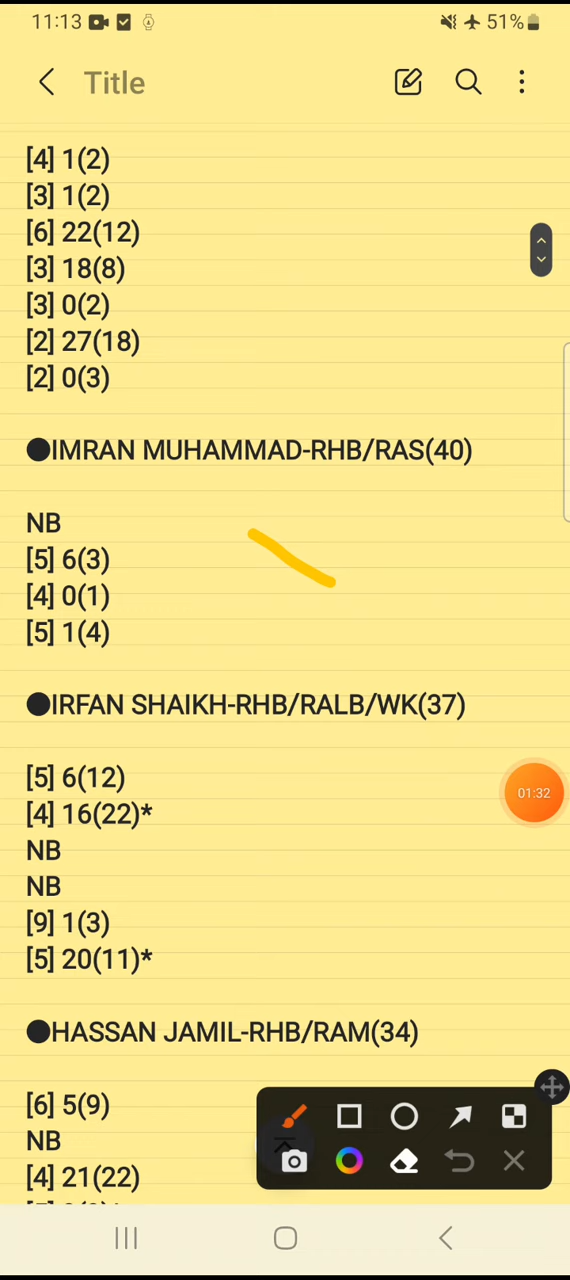 11:13
51%
Title
[4] 1(2)
[3] 1(2)
[6] 22(12)
[3] 18(8)
[3] 0(2)
[2] 27(18)
[2] 0(3)
●IMRAN MUHAMMAD-RHB/RAS(40)
NB
[5] 6(3)
[4] 0(1)
[5] 1(4)
●IRFAN SHAIKH-RHB/RALB/WK(37)
[5] 6(12)
[4] 16(22)*
NB
NB
[9] 1(3)
[5] 20(11)*
01:32
●HASSAN JAMIL-RHB/RAM(34)
[6] 5(9)
NB
[4] 21(22)